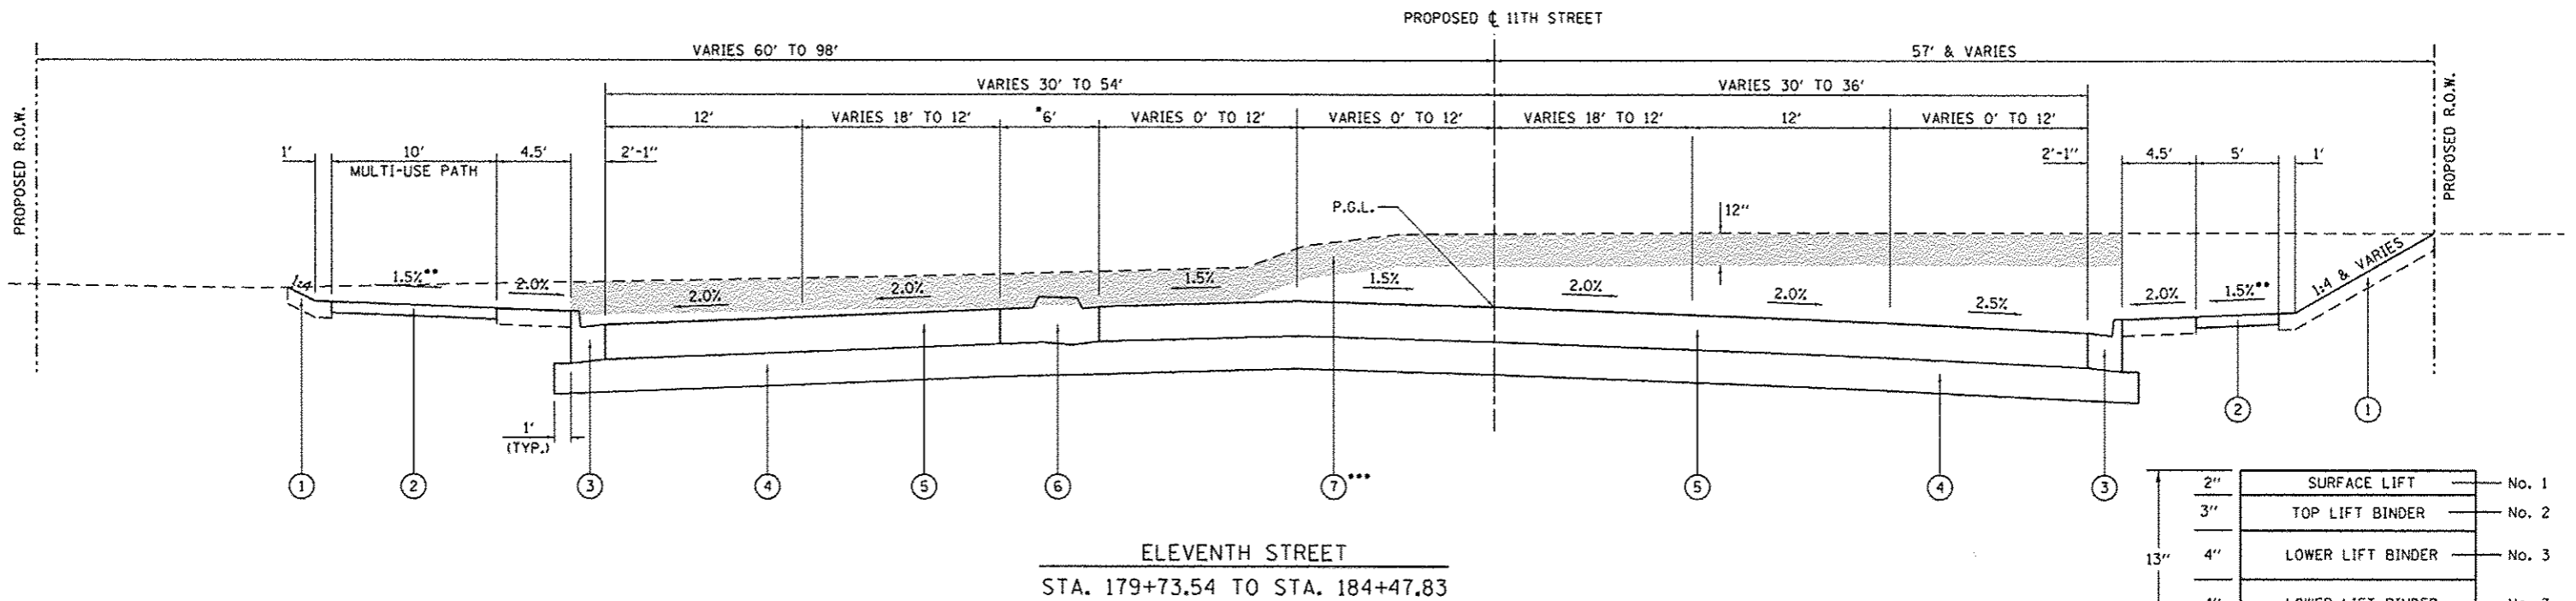 PROPOSED ℄ 11TH STREET
VARIES 60' TO 98'
57' & VARIES
PROPOSED R.O.W.
PROPOSED R.O.W.
VARIES 30' TO 54'
VARIES 30' TO 36'
12'
VARIES 18' TO 12'
*6'
VARIES 0' TO 12'
VARIES 0' TO 12'
VARIES 18' TO 12'
12'
VARIES 0' TO 12'
1'
10'
MULTI-USE PATH
4.5'
2'-1"
2'-1"
4.5'
5'
1'
P.G.L.
12"
1:4
1.5%**
2.0%
2.0%
2.0%
1.5%
1.5%
2.0%
2.0%
2.5%
2.0%
1.5%**
1:4 & VARIES
1'
(TYP.)
1
2
3
4
5
6
7***
5
4
3
2
1
ELEVENTH STREET
STA. 179+73.54 TO STA. 184+47.83
13"
2" SURFACE LIFT No. 1
3" TOP LIFT BINDER No. 2
4" LOWER LIFT BINDER No. 3
4" LOWER LIFT BINDER No. 3